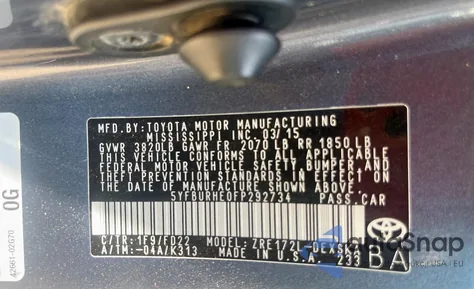 MFD. BY: TOYOTA MOTOR MANUFACTURING
MISSISSIPPI INC. 03/15
GVWR 3820LB GAWR FR 2070 LB RR 1850 LB
THIS VEHICLE CONFORMS TO ALL APPLICABLE
FEDERAL MOTOR VEHICLE SAFETY BUMPER, AND
THEFT PREVENTION STANDARDS IN EFFECT ON
THE DATE OF MANUFACTURE SHOWN ABOVE.
5YFBURHE0FP292734 PASS.CAR
C/TR: 1F9/FD22 MODEL: ZRE172L-
A/TM: -04A/K313 MADE IN U.S.A. 233
BA
0G
42661-02G70
AutoSnap